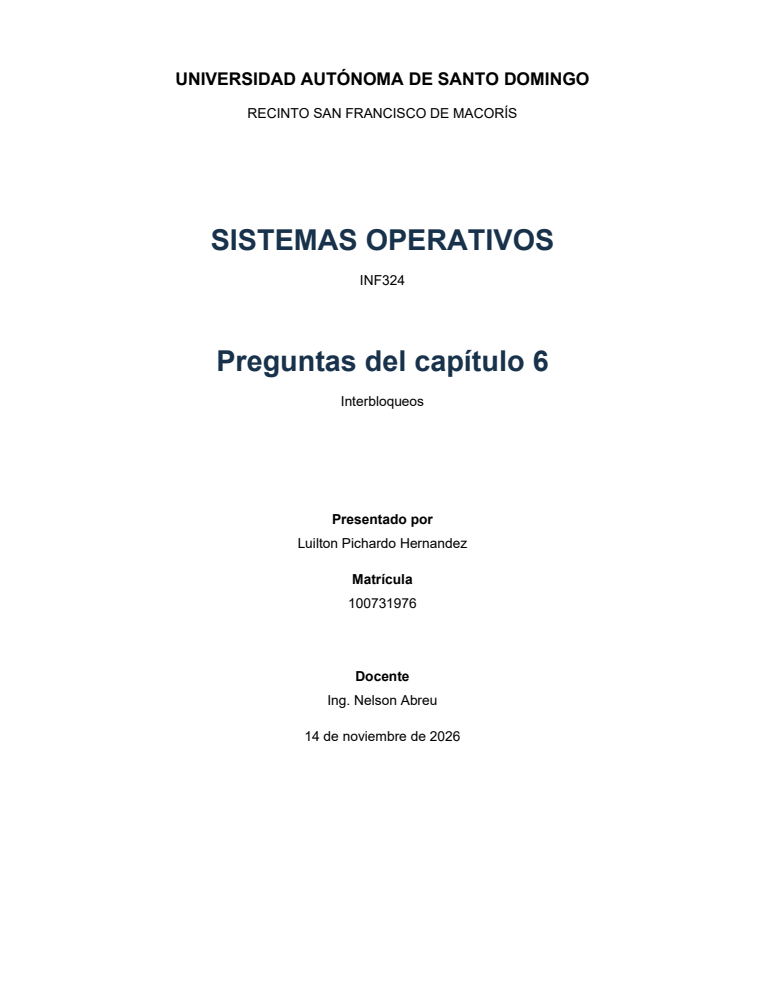 UNIVERSIDAD AUTÓNOMA DE SANTO DOMINGO
RECINTO SAN FRANCISCO DE MACORÍS
SISTEMAS OPERATIVOS
INF324
Preguntas del capítulo 6
Interbloqueos
Presentado por
Luilton Pichardo Hernandez
Matrícula
100731976
Docente
Ing. Nelson Abreu
14 de noviembre de 2026